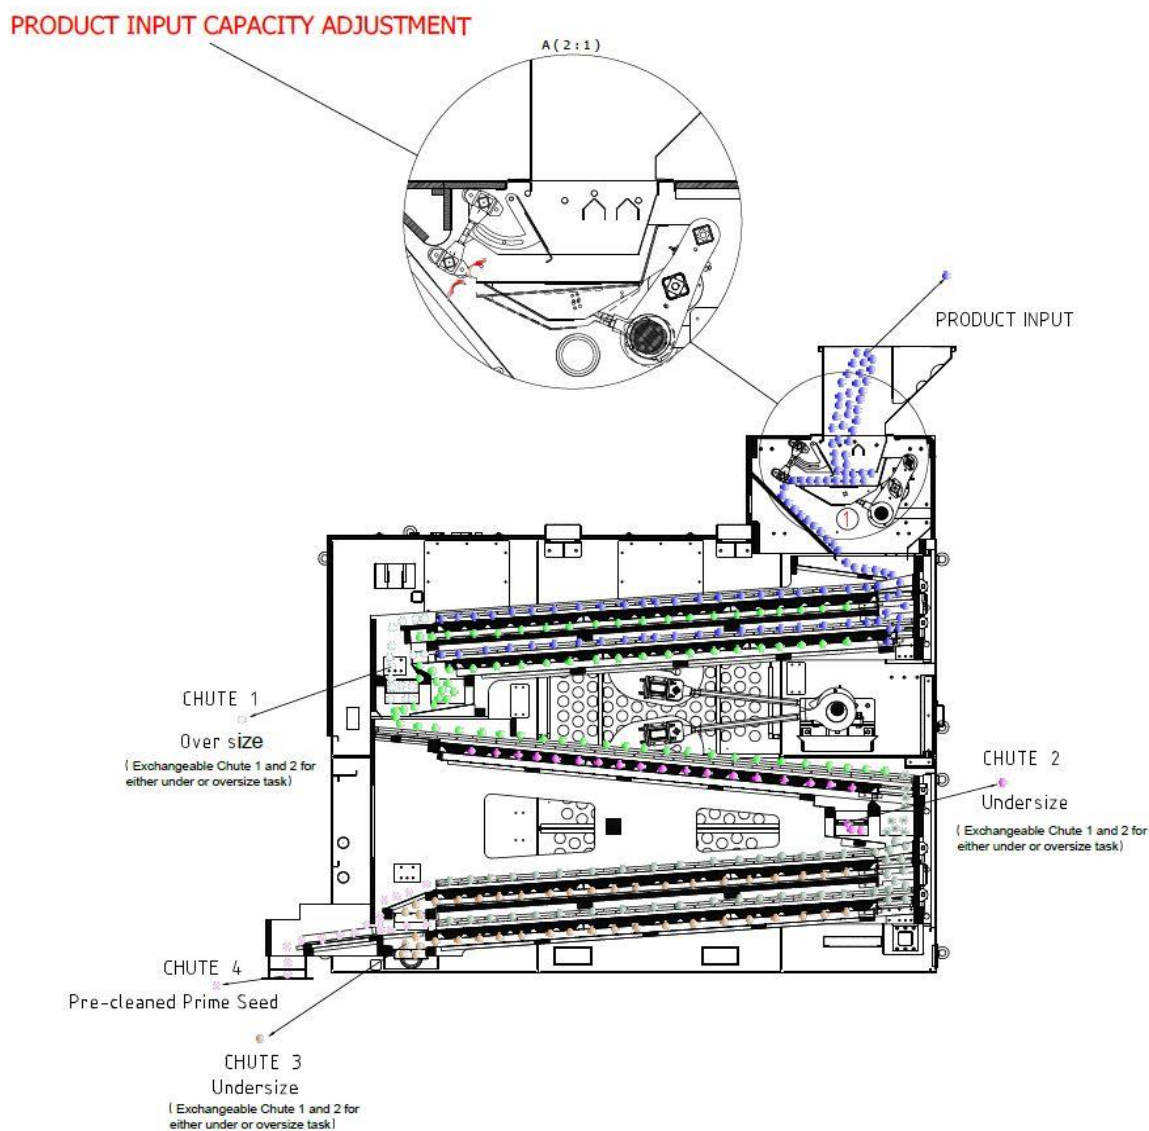 PRODUCT INPUT CAPACITY ADJUSTMENT
A(2:1)
PRODUCT INPUT
1
CHUTE 1
Over size
( Exchangeable Chute 1 and 2 for
either under or oversize task)
CHUTE 2
Undersize
( Exchangeable Chute 1 and 2 for
either under or oversize task)
CHUTE 4
Pre-cleaned Prime Seed
CHUTE 3
Undersize
( Exchangeable Chute 1 and 2 for
either under or oversize task)